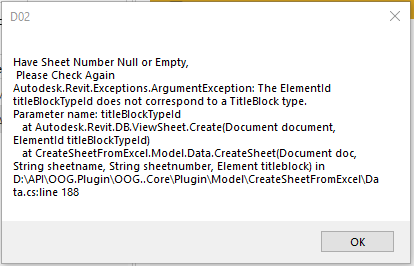 D02
Have Sheet Number Null or Empty,
Please Check Again
Autodesk.Revit.Exceptions.ArgumentException: The ElementId
titleBlockTypeId does not correspond to a TitleBlock type.
Parameter name: titleBlockTypeId
at Autodesk.Revit.DB.ViewSheet.Create(Document document,
ElementId titleBlockTypeId)
at CreateSheetFromExcel.Model.Data.CreateSheet(Document doc,
String sheetname, String sheetnumber, Element titleblock) in
D:\API\OOG.Plugin\OOG..Core\Plugin\Model\CreateSheetFromExcel\Da
ta.cs:line 188
OK